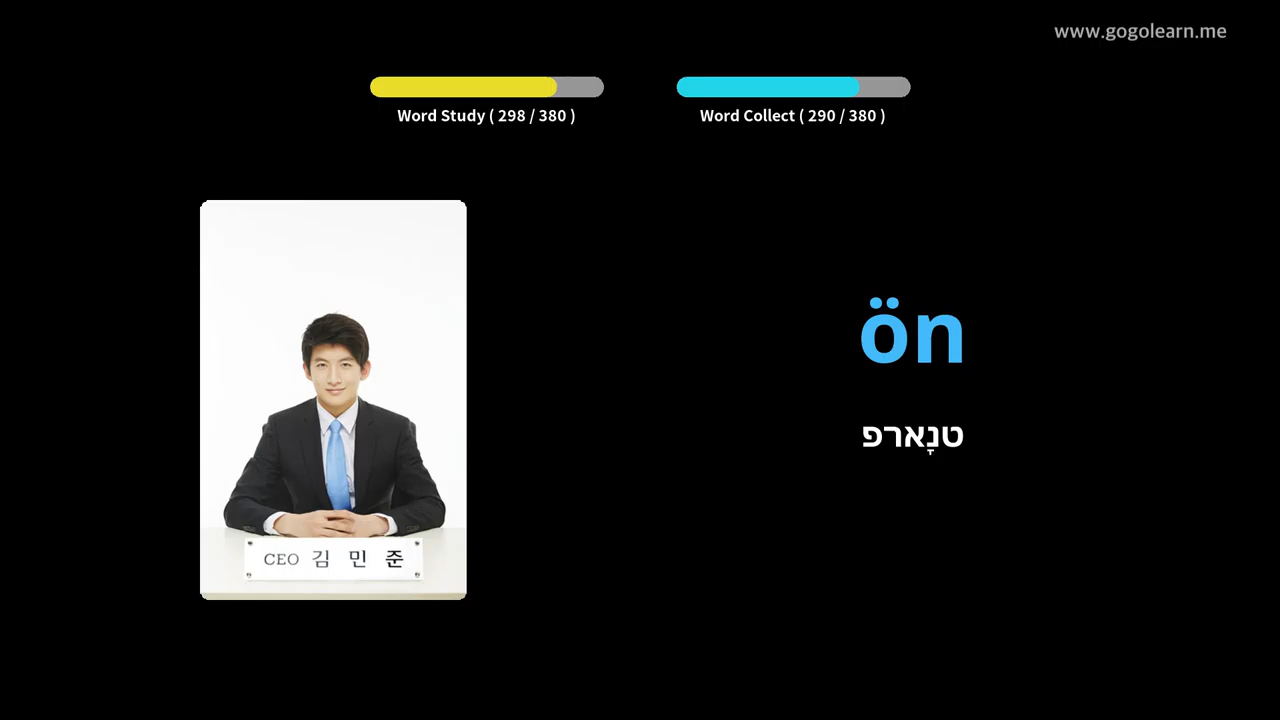 www.gogolearn.me
Word Study ( 298 / 380 )
Word Collect ( 290 / 380 )
ön
טנָארפ
CEO 김 민 준